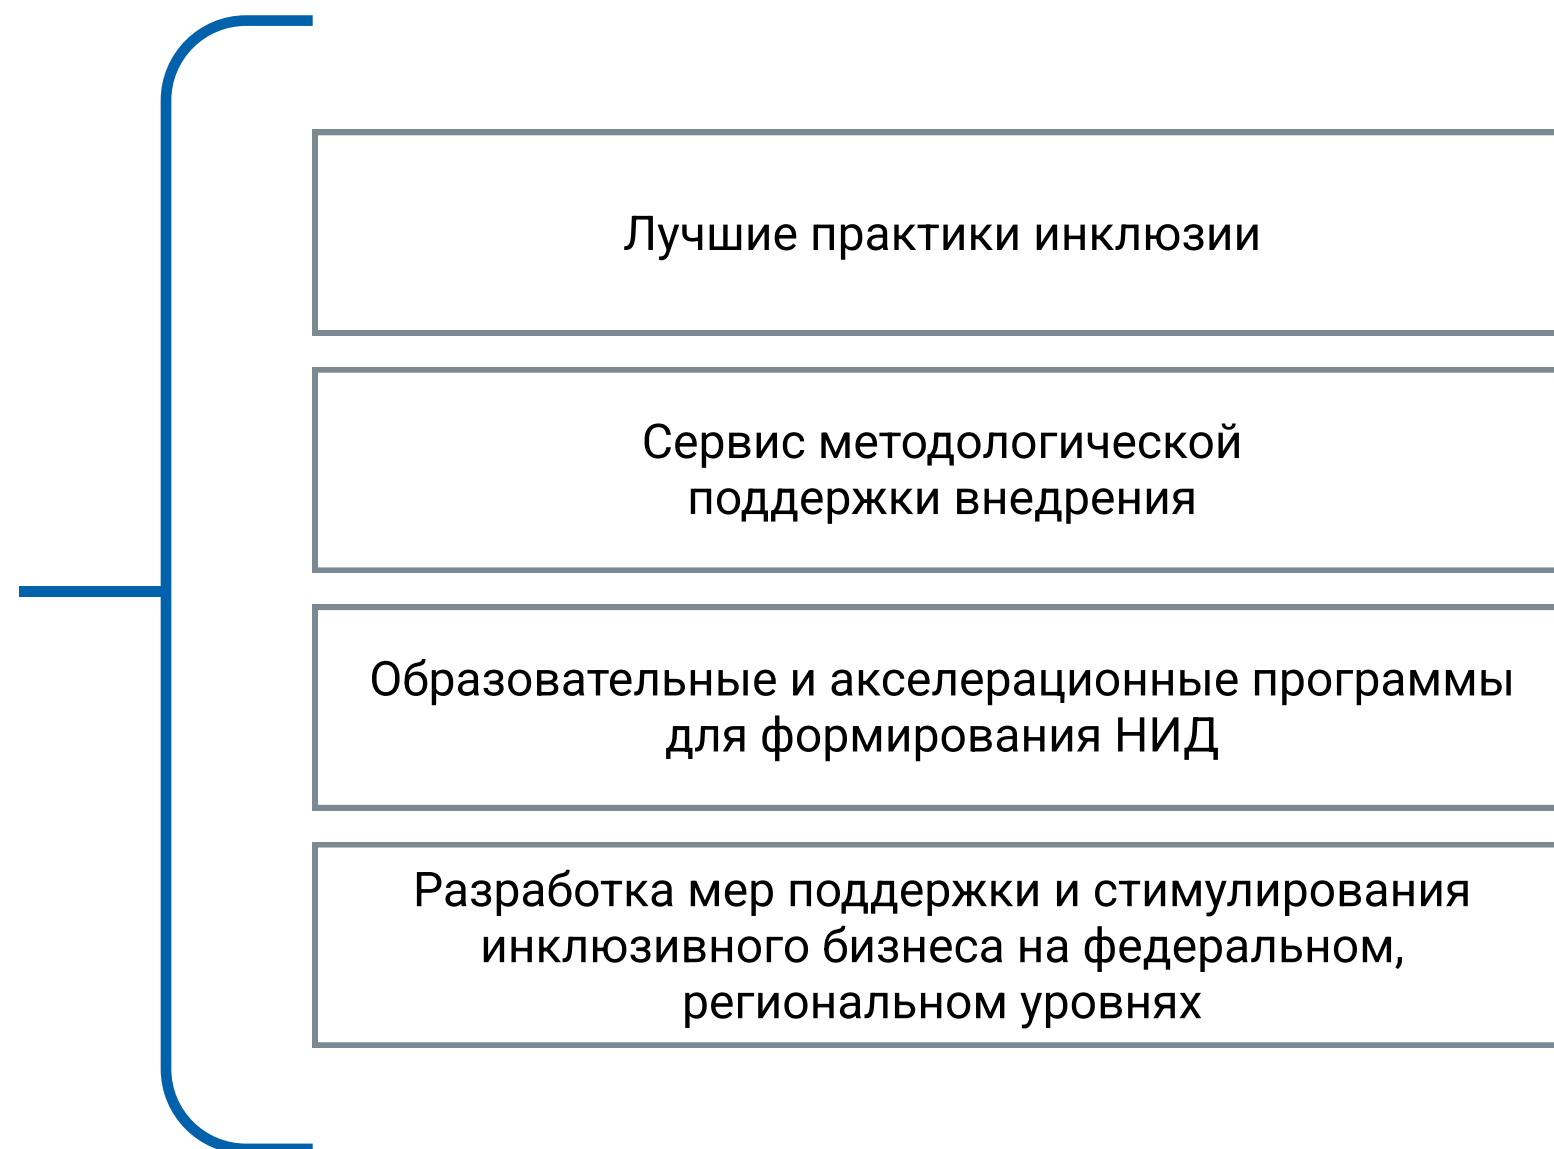 Лучшие практики инклюзии
Сервис методологической
поддержки внедрения
Образовательные и акселерационные программы
для формирования НИД
Разработка мер поддержки и стимулирования
инклюзивного бизнеса на федеральном,
региональном уровнях